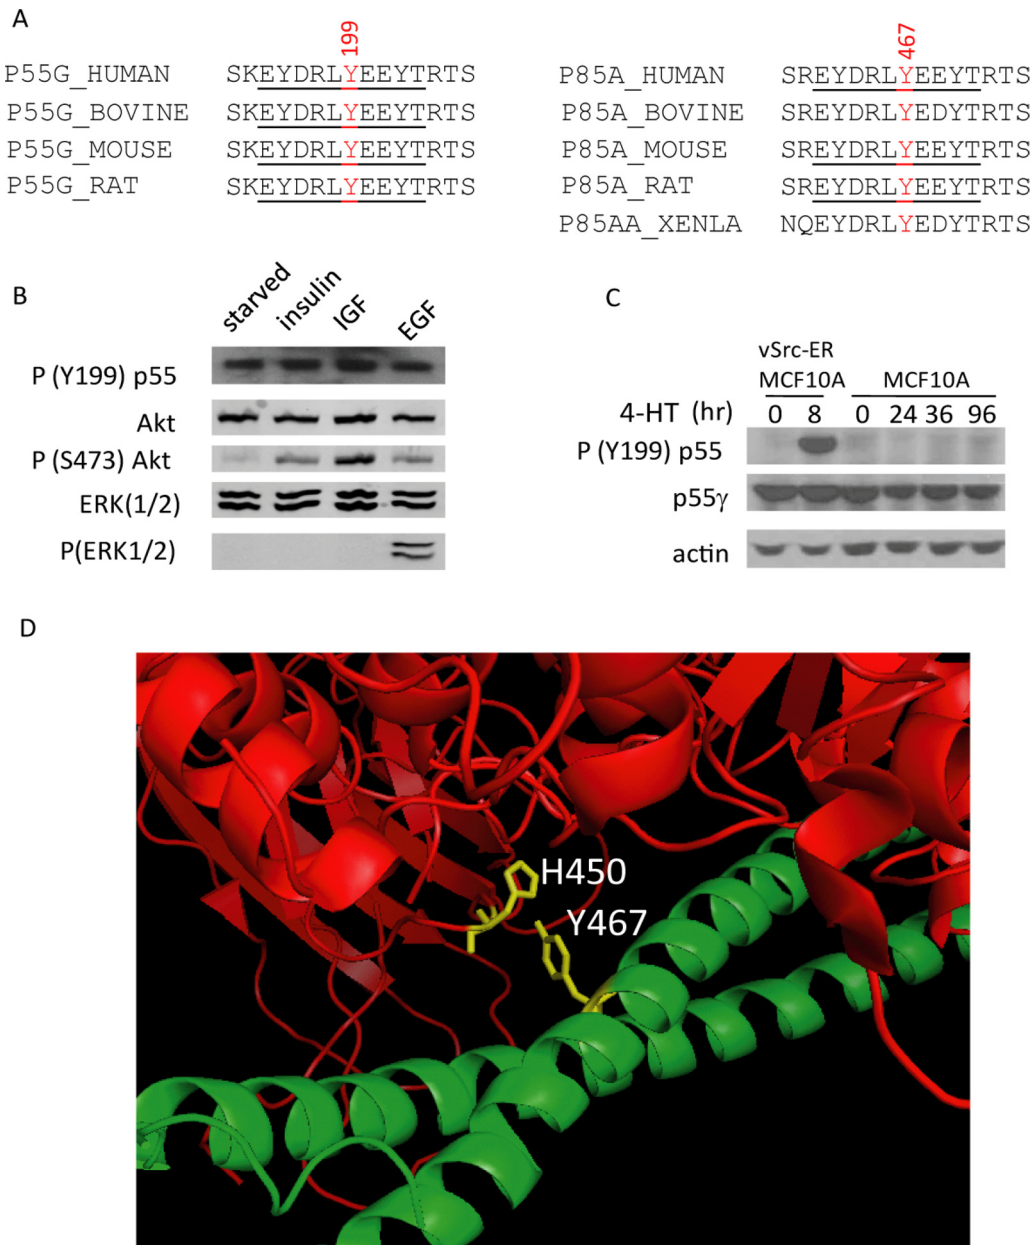 A
199
P55G_HUMAN SKEYDRLYEEYTRTS
P55G_BOVINE SKEYDRLYEEYTRTS
P55G_MOUSE SKEYDRLYEEYTRTS
P55G_RAT SKEYDRLYEEYTRTS
467
P85A_HUMAN SREYDRLYEEYTRTS
P85A_BOVINE SREYDRLYEDYTRTS
P85A_MOUSE SREYDRLYEEYTRTS
P85A_RAT SREYDRLYEEYTRTS
P85AA_XENLA NQEYDRLYEDYTRTS
B
starved insulin IGF EGF
P (Y199) p55
Akt
P (S473) Akt
ERK(1/2)
P(ERK1/2)
C
vSrc-ER
MCF10A MCF10A
4-HT (hr) 0 8 0 24 36 96
P (Y199) p55
p55γ
actin
D
H450
Y467